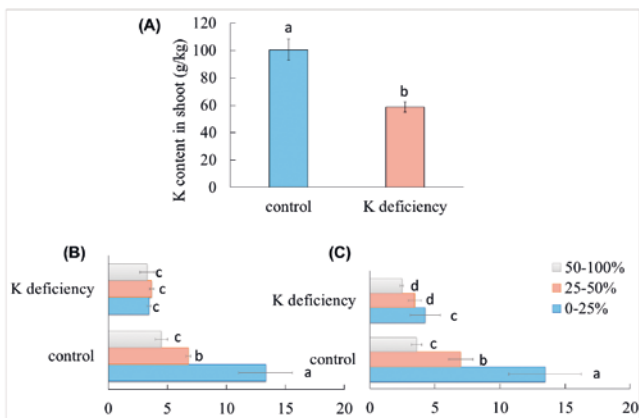 (A)
K content in shoot (g/kg)
120
100
80
60
40
20
0
a
b
control
K deficiency
(B)
K deficiency
c
c
c
control
c
b
a
0
5
10
15
20
(C)
K deficiency
d
d
c
control
c
b
a
0
5
10
15
20
50-100%
25-50%
0-25%